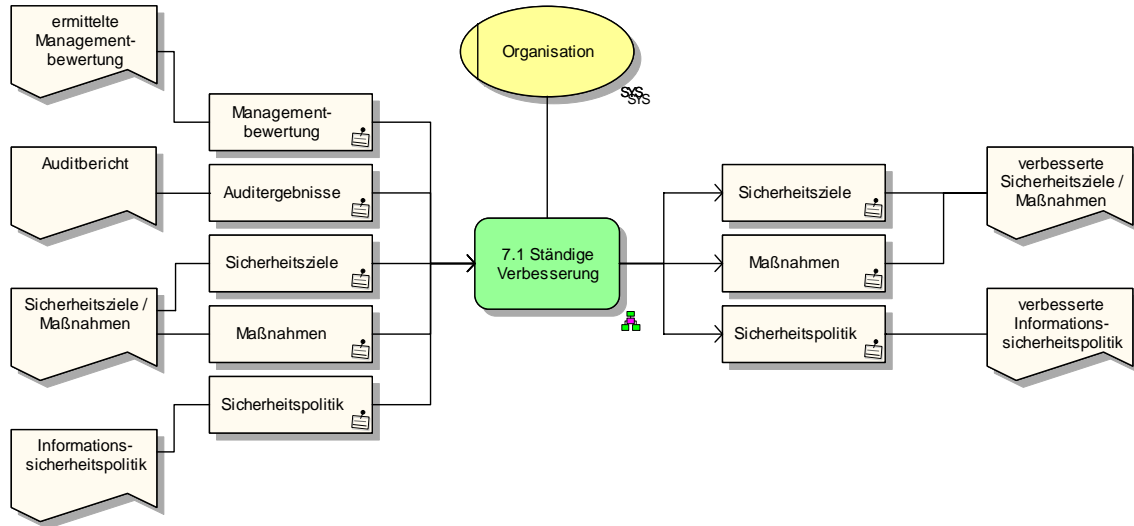 ermittelte
Management-
bewertung
Auditbericht
Sicherheitsziele /
Maßnahmen
Informations-
sicherheitspolitik
Management-
bewertung
Auditergebnisse
Sicherheitsziele
Maßnahmen
Sicherheitspolitik
Organisation
SYS
SYS
7.1 Ständige
Verbesserung
Sicherheitsziele
Maßnahmen
Sicherheitspolitik
verbesserte
Sicherheitsziele /
Maßnahmen
verbesserte
Informations-
sicherheitspolitik